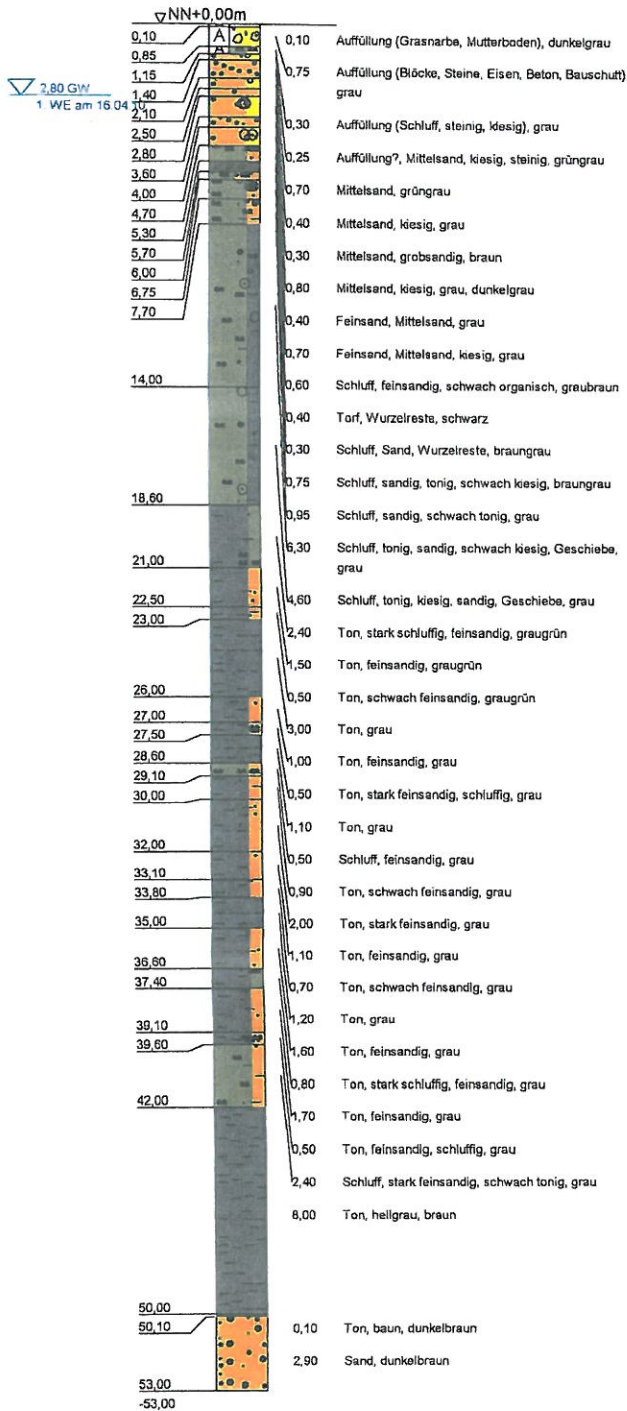 NN+0,00m
A
A
2,80 GW
1. WE am 16.04.10
0,10
0,85
1,15
1,40
2,10
2,50
2,80
3,60
4,00
4,70
5,30
5,70
6,00
6,75
7,70
14,00
18,60
21,00
22,50
23,00
26,00
27,00
27,50
28,60
29,10
30,00
32,00
33,10
33,80
35,00
36,60
37,40
39,10
39,60
42,00
50,00
50,10
53,00
-53,00
0,10 Auffüllung (Grasnarbe, Mutterboden), dunkelgrau
0,75 Auffüllung (Blöcke, Steine, Eisen, Beton, Bauschutt)
grau
0,30 Auffüllung (Schluff, steinig, kiesig), grau
0,25 Auffüllung?, Mittelsand, kiesig, steinig, grüngrau
0,70 Mittelsand, grüngrau
0,40 Mittelsand, kiesig, grau
0,30 Mittelsand, grobsandig, braun
0,80 Mittelsand, kiesig, grau, dunkelgrau
0,40 Feinsand, Mittelsand, grau
0,70 Feinsand, Mittelsand, kiesig, grau
0,60 Schluff, feinsandig, schwach organisch, graubraun
0,40 Torf, Wurzelreste, schwarz
0,30 Schluff, Sand, Wurzelreste, braungrau
0,75 Schluff, sandig, tonig, schwach kiesig, braungrau
0,95 Schluff, sandig, schwach tonig, grau
6,30 Schluff, tonig, sandig, schwach kiesig, Geschiebe,
grau
4,60 Schluff, tonig, kiesig, sandig, Geschiebe, grau
2,40 Ton, stark schluffig, feinsandig, graugrün
1,50 Ton, feinsandig, graugrün
0,50 Ton, schwach feinsandig, graugrün
3,00 Ton, grau
1,00 Ton, feinsandig, grau
0,50 Ton, stark feinsandig, schluffig, grau
1,10 Ton, grau
0,50 Schluff, feinsandig, grau
0,90 Ton, schwach feinsandig, grau
2,00 Ton, stark feinsandig, grau
1,10 Ton, feinsandig, grau
0,70 Ton, schwach feinsandig, grau
1,20 Ton, grau
1,60 Ton, feinsandig, grau
0,80 Ton, stark schluffig, feinsandig, grau
1,70 Ton, feinsandig, grau
0,50 Ton, feinsandig, schluffig, grau
2,40 Schluff, stark feinsandig, schwach tonig, grau
8,00 Ton, hellgrau, braun
0,10 Ton, baun, dunkelbraun
2,90 Sand, dunkelbraun